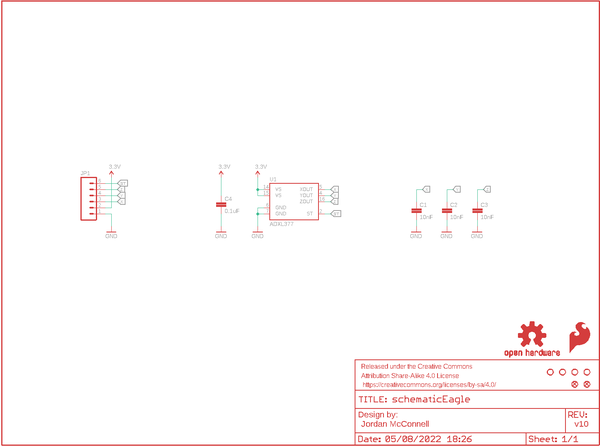 3.3V
3.3V
3.3V
JP1
U1
VS
VS
XOUT
YOUT
ZOUT
GND
GND
ST
ADXL377
C4
0.1uF
C1
10nF
C2
10nF
C3
10nF
GND
GND
GND
GND
GND
GND
open hardware
Released under the Creative Commons
Attribution Share-Alike 4.0 License
https://creativecommons.org/licenses/by-sa/4.0/
TITLE: schematicEagle
Design by:
Jordan McConnell
REV:
v10
Date: 05/08/2022 18:26
Sheet: 1/1